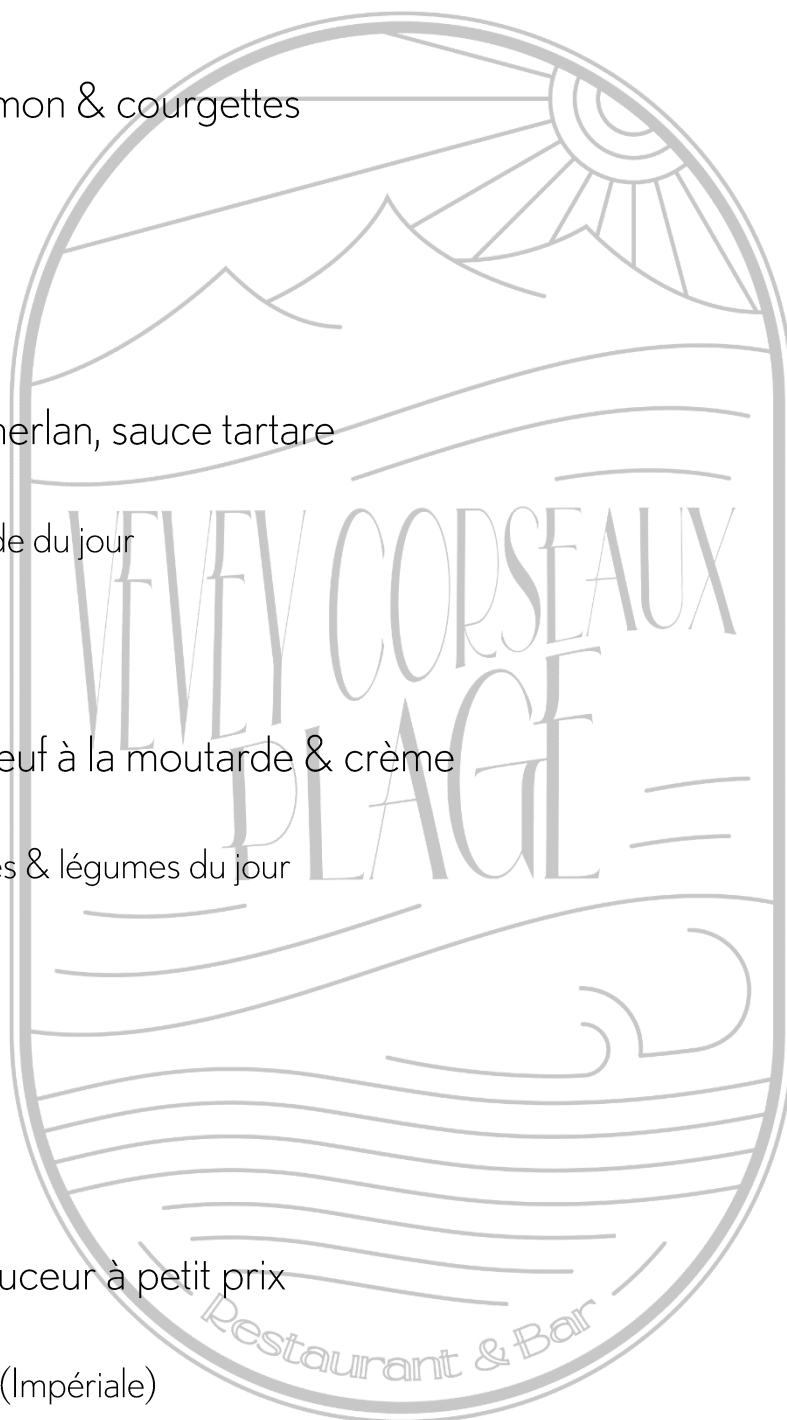 mon & courgettes
merlan, sauce tartare
de du jour
VEVEY CORSEAUX
PLAGE
euf à la moutarde & crème
es & légumes du jour
uceur à petit prix
Restaurant & Bar
(Impériale)